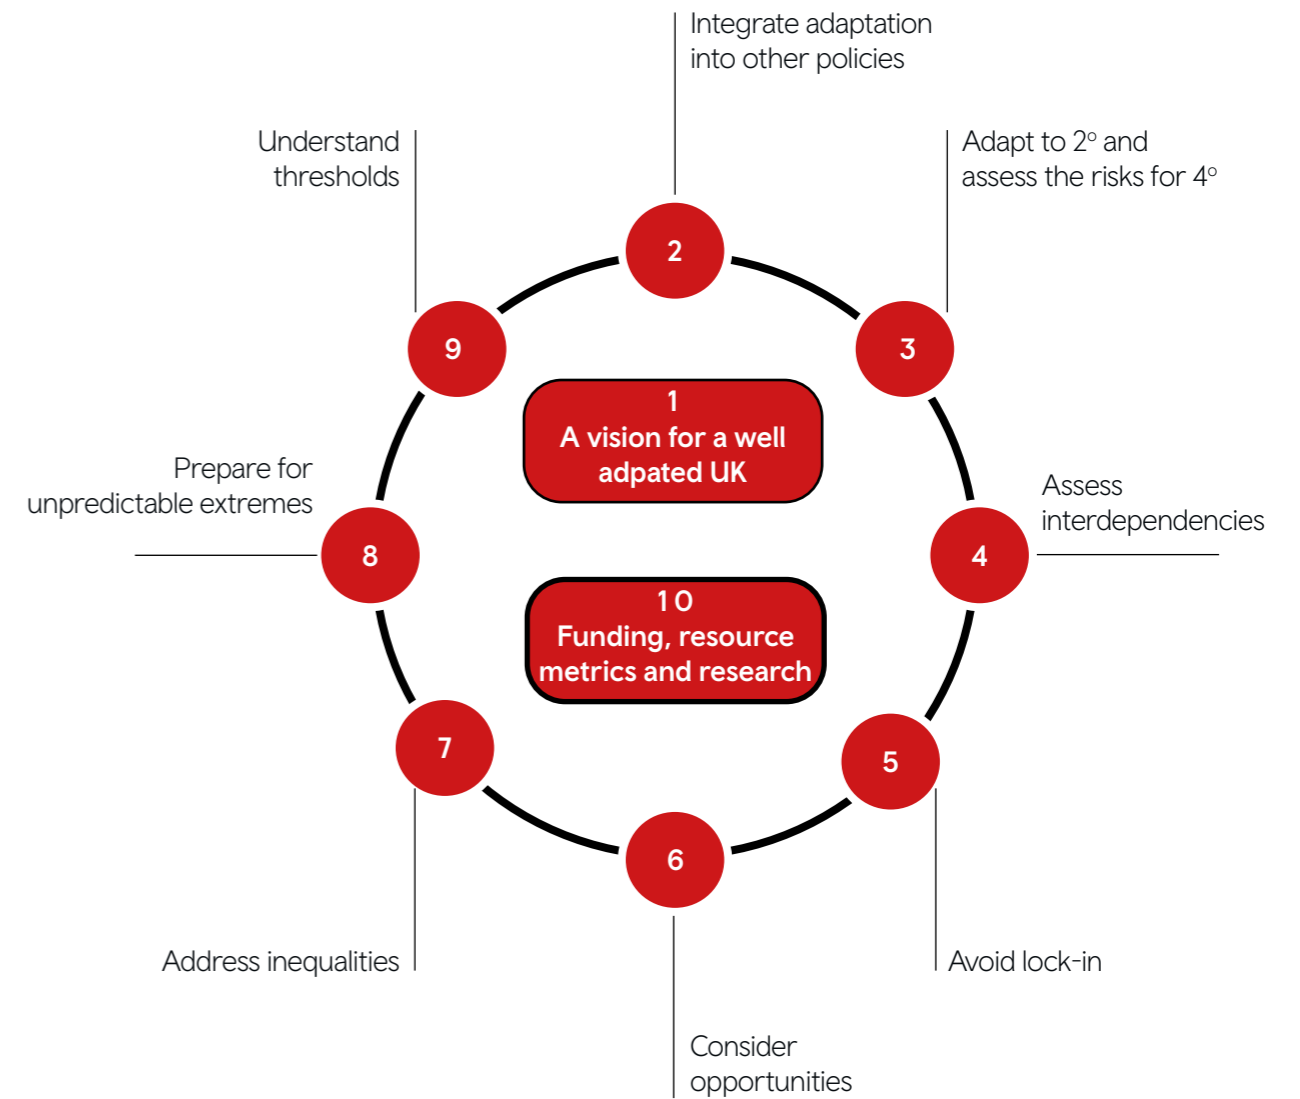 Integrate adaptation
into other policies
Understand
thresholds
Adapt to 2° and
assess the risks for 4°
2
9
3
1
A vision for a well
adpated UK
Prepare for
unpredictable extremes
Assess
interdependencies
8
4
10
Funding, resource
metrics and research
7
5
6
Address inequalities
Avoid lock-in
Consider
opportunities